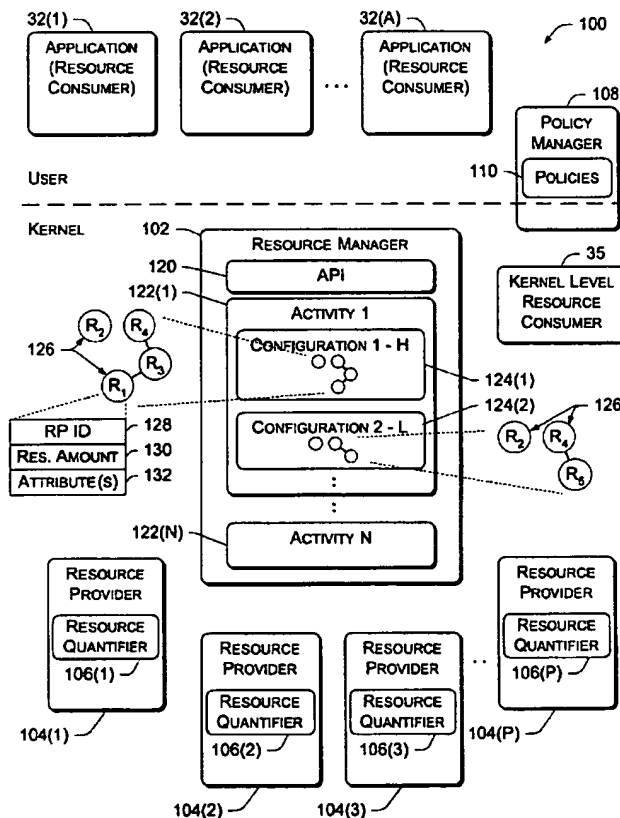 32(1)
32(2)
32(A)
100
APPLICATION
(RESOURCE
CONSUMER)
APPLICATION
(RESOURCE
CONSUMER)
...
APPLICATION
(RESOURCE
CONSUMER)
108
POLICY
MANAGER
110
POLICIES
USER
KERNEL
102
RESOURCE MANAGER
120
API
35
KERNEL LEVEL
RESOURCE
CONSUMER
122(1)
ACTIVITY 1
CONFIGURATION 1 - H
124(1)
R2
R4
126
R3
R1
RP ID
128
RES. AMOUNT
130
ATTRIBUTE(S)
132
124(2)
CONFIGURATION 2 - L
126
R2
R4
R5
122(N)
ACTIVITY N
RESOURCE
PROVIDER
RESOURCE
QUANTIFIER
106(1)
104(1)
RESOURCE
PROVIDER
RESOURCE
QUANTIFIER
106(2)
104(2)
RESOURCE
PROVIDER
RESOURCE
QUANTIFIER
106(3)
104(3)
..
RESOURCE
PROVIDER
RESOURCE
QUANTIFIER
106(P)
104(P)